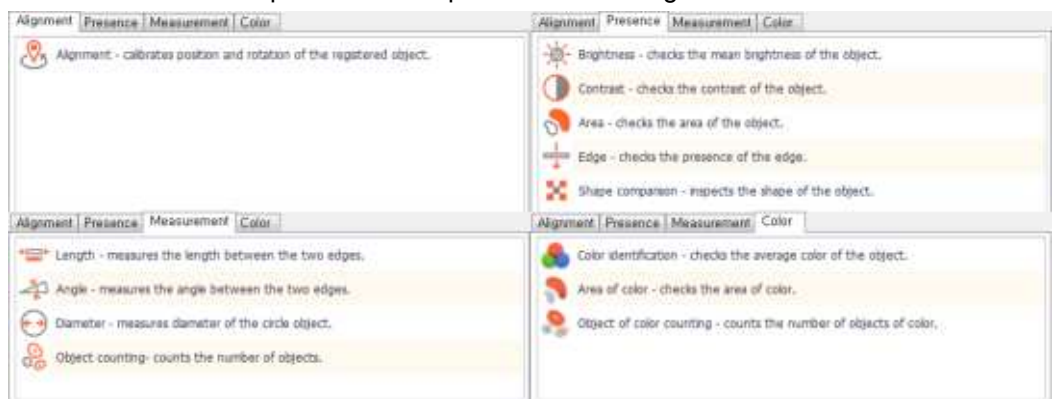 Alignment Presence Measurement Color
Alignment - calibrates position and rotation of the registered object.
Alignment Presence Measurement Color
Brightness - checks the mean brightness of the object.
Contrast - checks the contrast of the object.
Area - checks the area of the object.
Edge - checks the presence of the edge.
Shape comparison - inspects the shape of the object.
Alignment Presence Measurement Color
Length - measures the length between the two edges.
Angle - measures the angle between the two edges.
Diameter - measures diameter of the circle object.
Object counting- counts the number of objects.
Alignment Presence Measurement Color
Color identification - checks the average color of the object.
Area of color - checks the area of color.
Object of color counting - counts the number of objects of color.